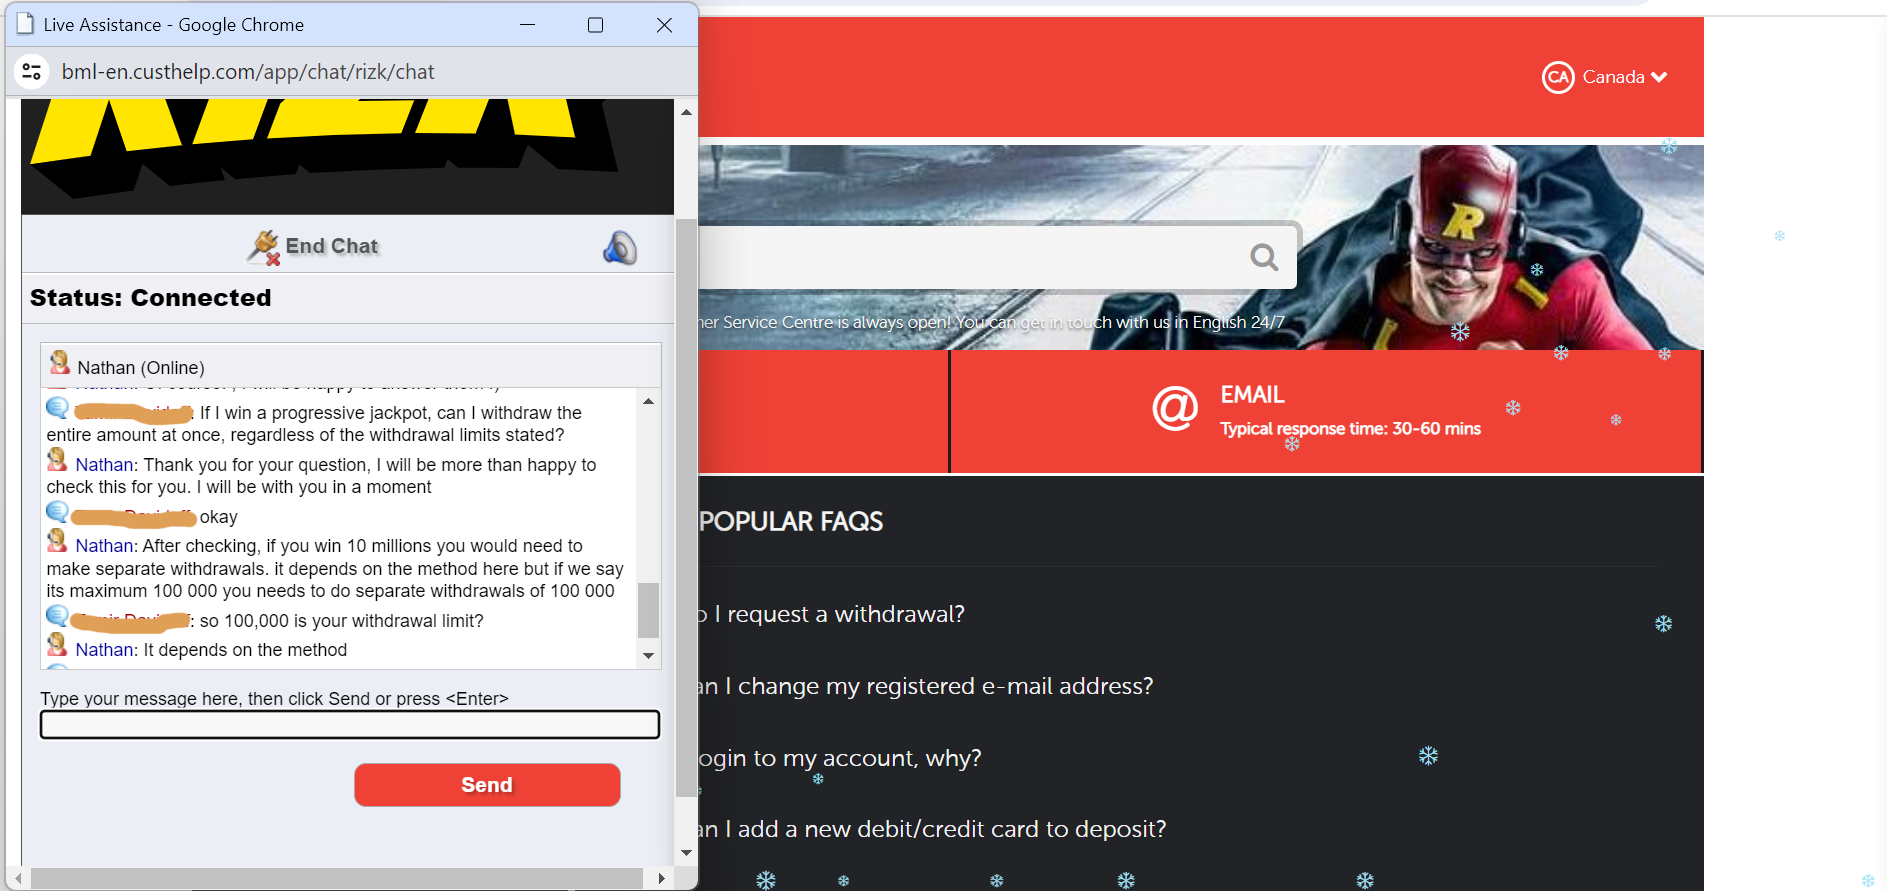 Live Assistance - Google Chrome
bml-en.custhelp.com/app/chat/rizk/chat
End Chat
Status: Connected
Nathan (Online)
: If I win a progressive jackpot, can I withdraw the
entire amount at once, regardless of the withdrawal limits stated?
Nathan: Thank you for your question, I will be more than happy to
check this for you. I will be with you in a moment
okay
Nathan: After checking, if you win 10 millions you would need to
make separate withdrawals. it depends on the method here but if we say
its maximum 100 000 you needs to do separate withdrawals of 100 000
: so 100,000 is your withdrawal limit?
Nathan: It depends on the method
Type your message here, then click Send or press <Enter>
Send
CA Canada
R
Service Centre is always open! You can get in touch with us in English 24/7
@ EMAIL
Typical response time: 30-60 mins
POPULAR FAQS
I request a withdrawal?
I change my registered e-mail address?
login to my account, why?
I add a new debit/credit card to deposit?